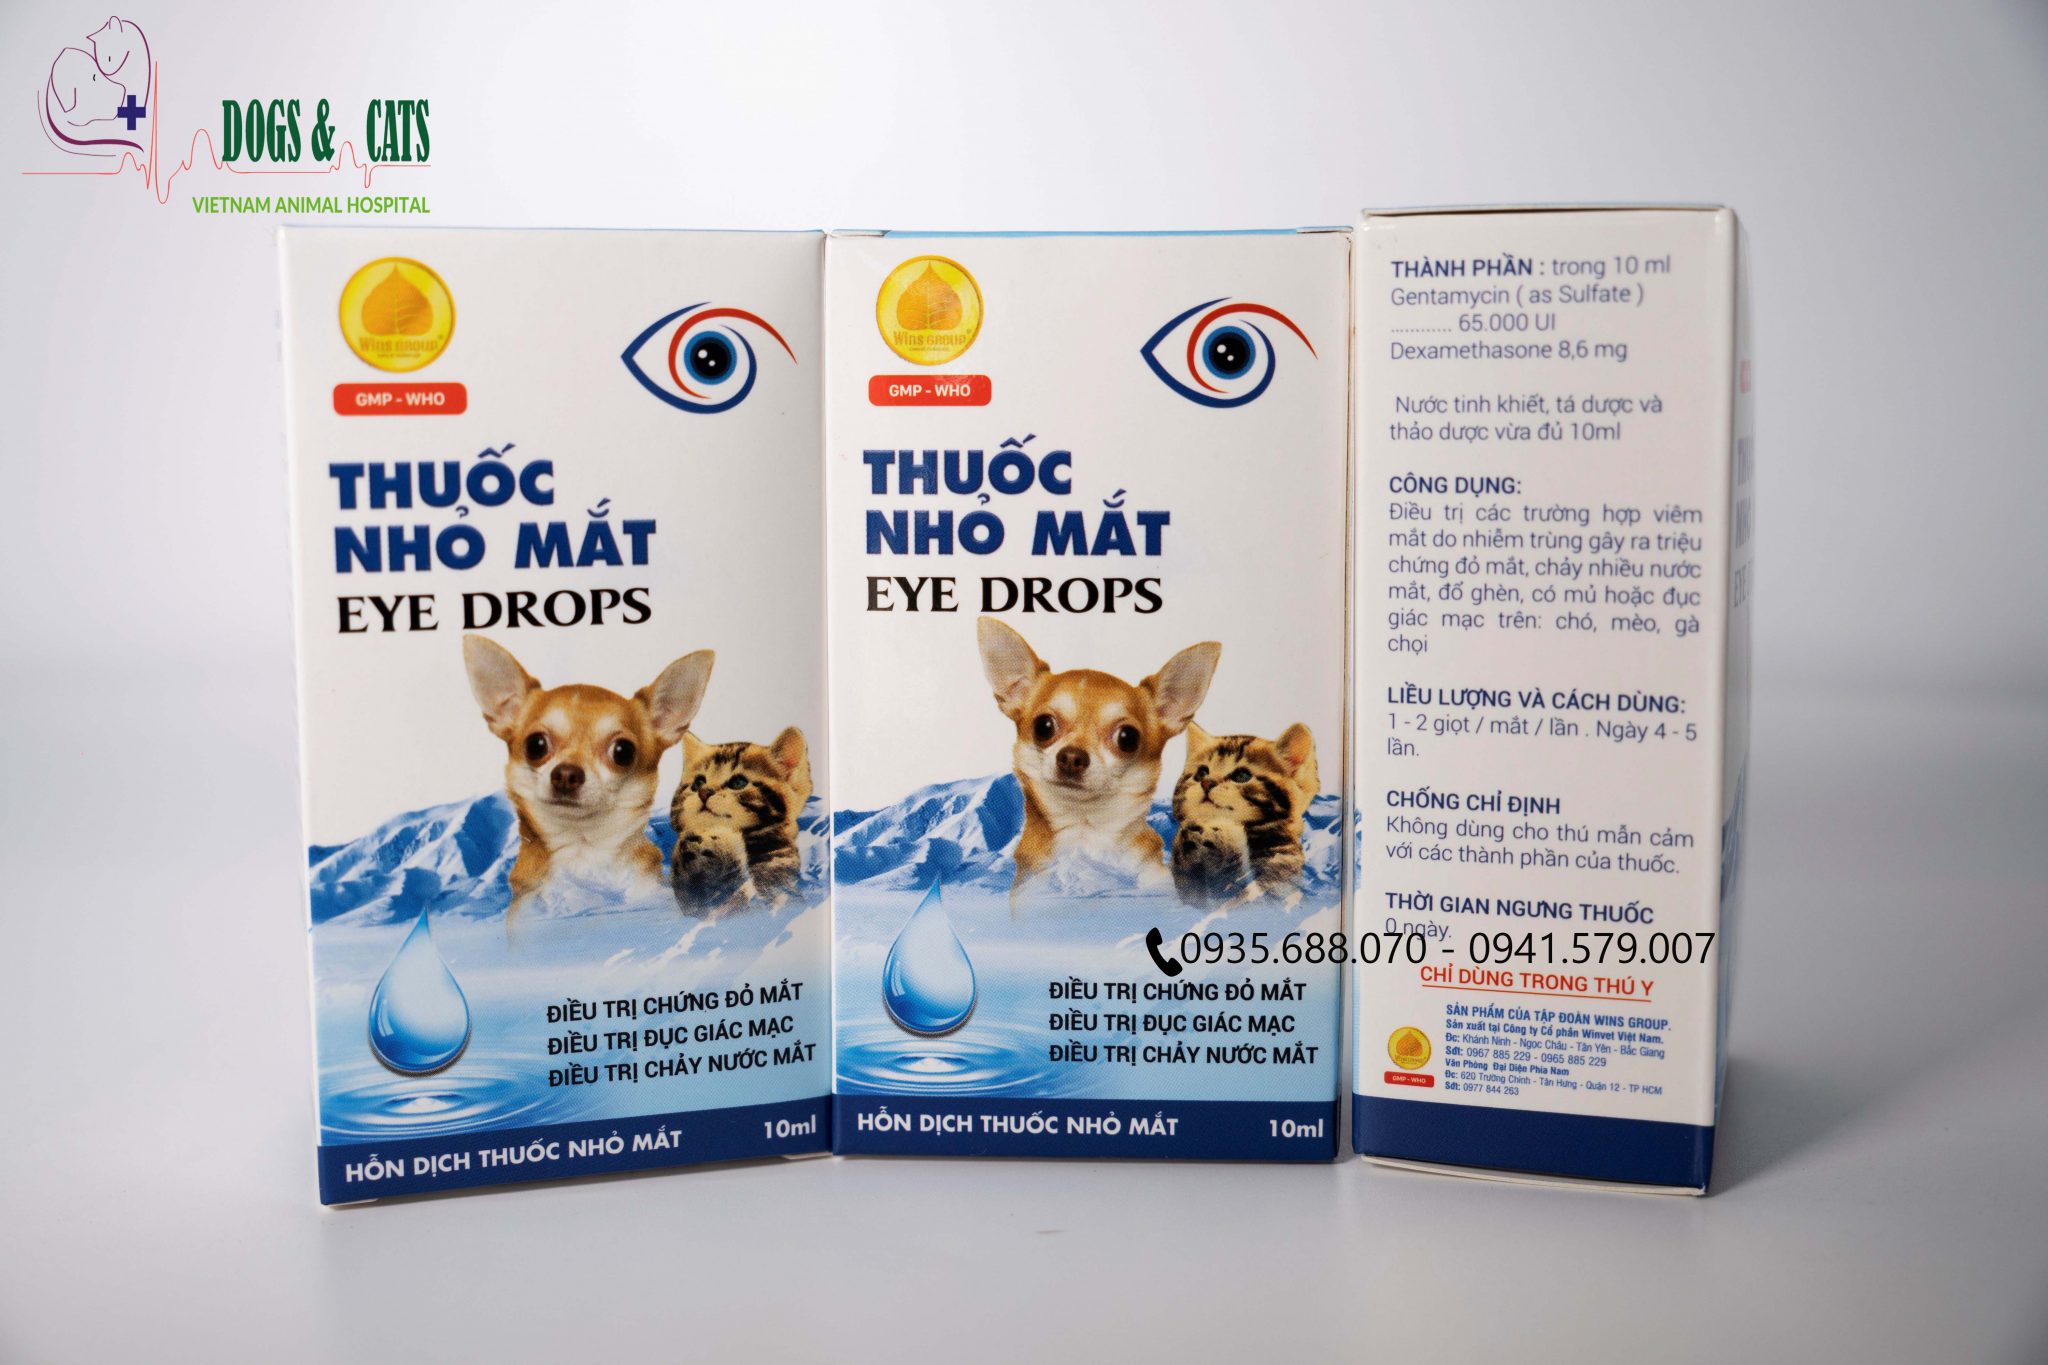 DOGS & CATS
VIETNAM ANIMAL HOSPITAL
WINS GROUP®
GMP - WHO
THUỐC
NHỎ MẮT
EYE DROPS
ĐIỀU TRỊ CHỨNG ĐỎ MẮT
ĐIỀU TRỊ ĐỤC GIÁC MẠC
ĐIỀU TRỊ CHẢY NƯỚC MẮT
HỖN DỊCH THUỐC NHỎ MẮT 10ml
WINS GROUP®
GMP - WHO
THUỐC
NHỎ MẮT
EYE DROPS
ĐIỀU TRỊ CHỨNG ĐỎ MẮT
ĐIỀU TRỊ ĐỤC GIÁC MẠC
ĐIỀU TRỊ CHẢY NƯỚC MẮT
HỖN DỊCH THUỐC NHỎ MẮT 10ml
THÀNH PHẦN : trong 10 ml
Gentamycin ( as Sulfate )
............ 65.000 UI
Dexamethasone 8,6 mg
Nước tinh khiết, tá dược và
thảo dược vừa đủ 10ml
CÔNG DỤNG:
Điều trị các trường hợp viêm
mắt do nhiễm trùng gây ra triệu
chứng đỏ mắt, chảy nhiều nước
mắt, đổ ghèn, có mủ hoặc đục
giác mạc trên: chó, mèo, gà
chọi
LIỀU LƯỢNG VÀ CÁCH DÙNG:
1 - 2 giọt / mắt / lần . Ngày 4 - 5
lần.
CHỐNG CHỈ ĐỊNH
Không dùng cho thú mẫn cảm
với các thành phần của thuốc.
THỜI GIAN NGƯNG THUỐC
0 ngày.
0935.688.070 - 0941.579.007
CHỈ DÙNG TRONG THÚ Y
SẢN PHẨM CỦA TẬP ĐOÀN WINS GROUP.
Sản xuất tại Công ty Cổ phần Winvet Việt Nam.
Đc: Khánh Ninh - Ngọc Châu - Tân Yên - Bắc Giang
Sđt: 0967 885 229 - 0965 885 229
Văn Phòng Đại Diện Phía Nam
Đc: 620 Trường Chinh - Tân Hưng - Quận 12 - TP HCM
Sđt: 0977 844 263
GMP - WHO